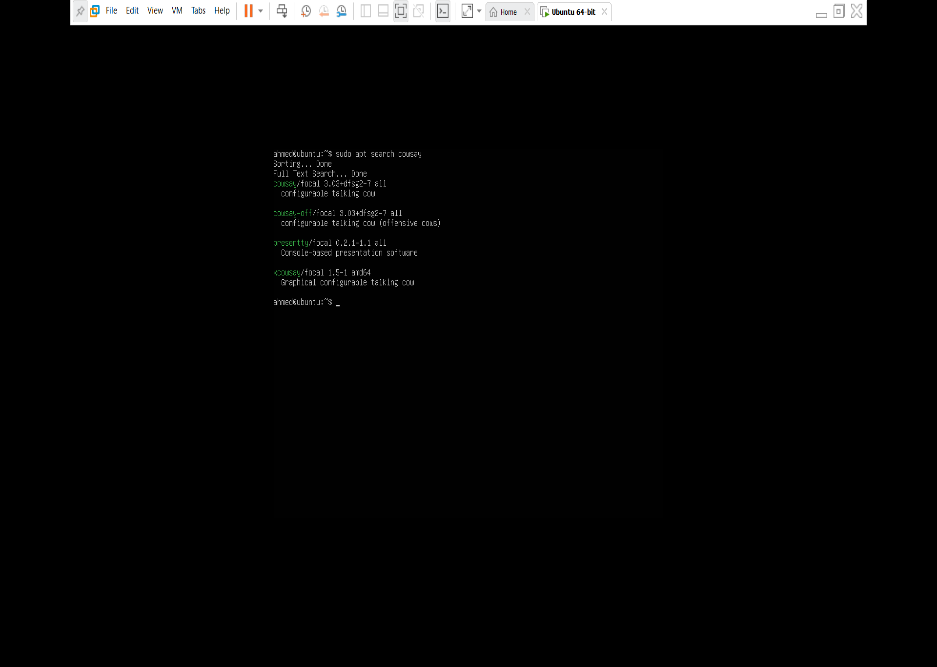 File Edit View VM Tabs Help Home Ubuntu 64-bit
ahmed@ubuntu:~$ sudo apt search cowsay
Sorting... Done
Full Text Search... Done
cowsay/focal 3.03+dfsg2-7 all
configurable talking cow
cowsay-off/focal 3.03+dfsg2-7 all
configurable talking cow (offensive cows)
presentty/focal 0.2.1-1.1 all
Console-based presentation software
xcowsay/focal 1.5-1 amd64
Graphical configurable talking cow
ahmed@ubuntu:~$ _